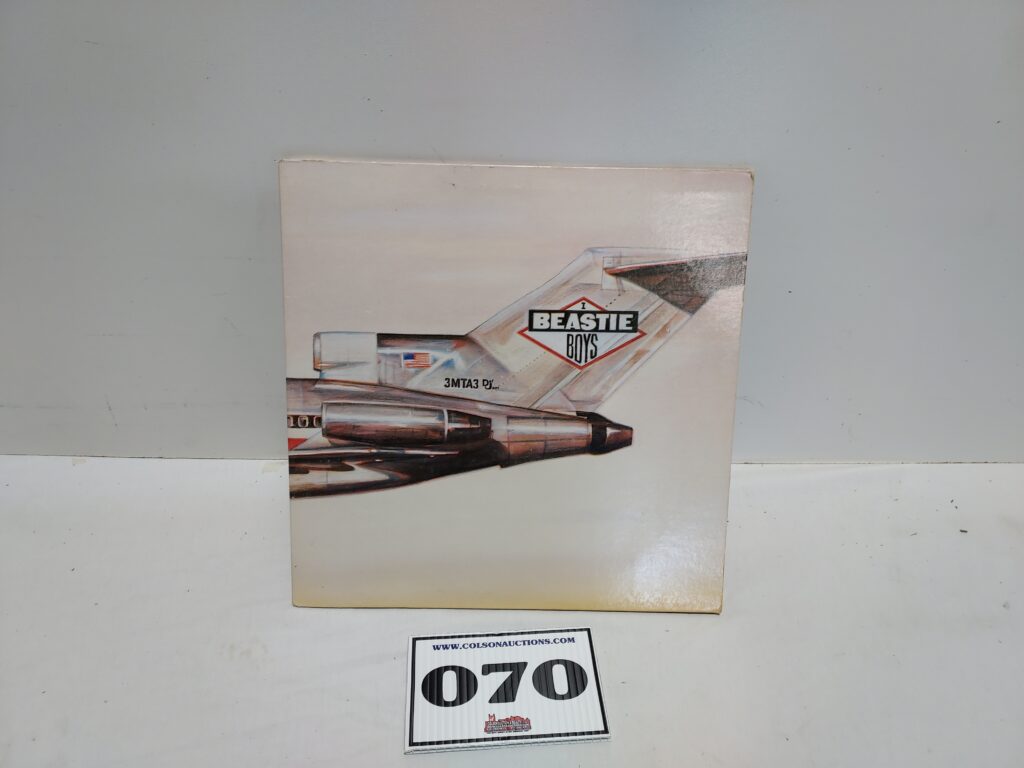 I
BEASTIE
BOYS
3MTA3 DJ
WWW.COLSONAUCTIONS.COM
070